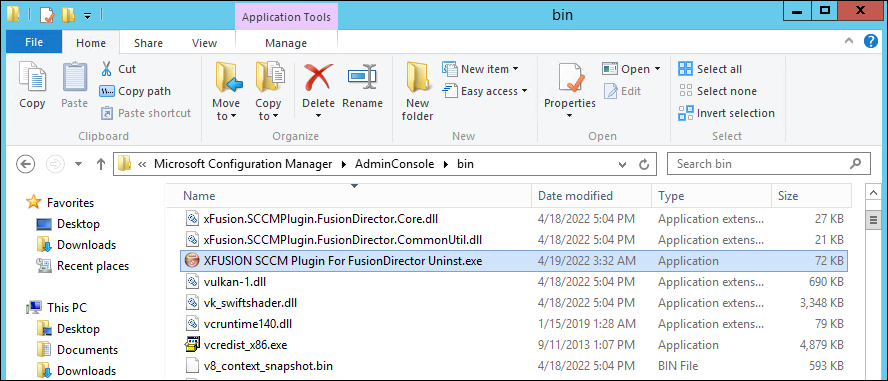 Application Tools
bin
File Home Share View Manage
Copy
Paste
Cut
Copy path
Paste shortcut
Clipboard
Move to
Copy to
Delete
Rename
Organize
New folder
New item
Easy access
New
Properties
Open
Edit
Open
Select all
Select none
Invert selection
Select
« Microsoft Configuration Manager AdminConsole bin
Search bin
Favorites
Desktop
Downloads
Recent places
This PC
Desktop
Documents
Downloads
Name Date modified Type Size
xFusion.SCCMPlugin.FusionDirector.Core.dll 4/18/2022 5:04 PM Application extens... 27 KB
xFusion.SCCMPlugin.FusionDirector.CommonUtil.dll 4/18/2022 5:04 PM Application extens... 21 KB
XFUSION SCCM Plugin For FusionDirector Uninst.exe 4/19/2022 3:32 AM Application 72 KB
vulkan-1.dll 4/18/2022 5:04 PM Application extens... 690 KB
vk_swiftshader.dll 4/18/2022 5:04 PM Application extens... 3,348 KB
vcruntime140.dll 1/15/2019 1:28 AM Application extens... 79 KB
vcredist_x86.exe 9/11/2013 1:07 PM Application 4,879 KB
v8_context_snapshot.bin 4/18/2022 5:04 PM BIN File 593 KB